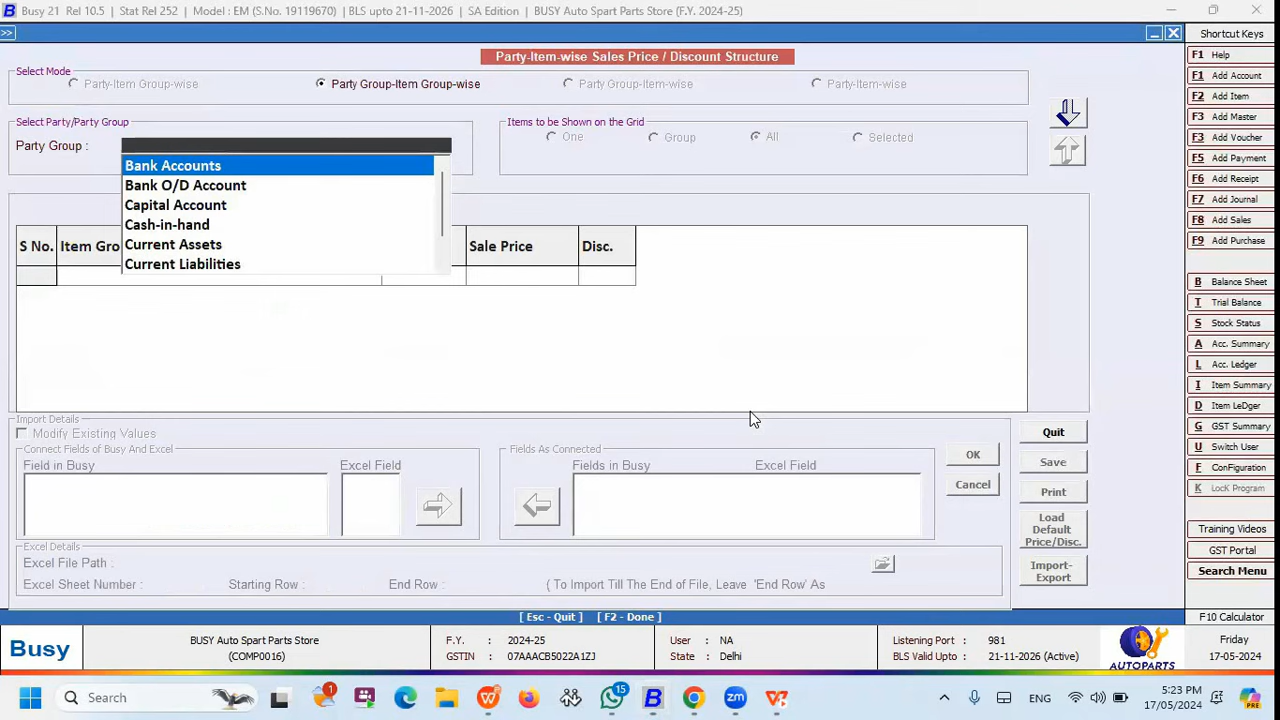 Busy 21 Rel 10.5 | Stat Rel 252 | Model : EM (S.No. 19119670) | BLS upto 21-11-2026 | SA Edition | BUSY Auto Spart Parts Store (F.Y. 2024-25)
>>
Shortcut Keys
Party-Item-wise Sales Price / Discount Structure
Select Mode
Party-Item Group-wise
Party Group-Item Group-wise
Party Group-Item-wise
Party-Item-wise
Select Party/Party Group
Party Group :
Items to be Shown on the Grid
One
Group
All
Selected
Bank Accounts
Bank O/D Account
Capital Account
Cash-in-hand
Current Assets
Current Liabilities
S No.
Item Gro
Sale Price
Disc.
Import Details
Modify Existing Values
Connect Fields of Busy And Excel
Field in Busy
Excel Field
Fields As Connected
Fields in Busy
Excel Field
OK
Cancel
Excel Details
Excel File Path :
Excel Sheet Number :
Starting Row :
End Row :
( To Import Till The End of File, Leave 'End Row' As
Quit
Save
Print
Load
Default
Price/Disc.
Import-
Export
F1 Help
F1 Add Account
F2 Add Item
F3 Add Master
F3 Add Voucher
F5 Add Payment
F6 Add Receipt
F7 Add Journal
F8 Add Sales
F9 Add Purchase
B Balance Sheet
T Trial Balance
S Stock Status
A Acc. Summary
L Acc. Ledger
I Item Summary
D Item LeDger
G GST Summary
U Switch User
F ConFiguration
K LocK Program
Training Videos
GST Portal
Search Menu
F10 Calculator
[ Esc - Quit ] [ F2 - Done ]
Busy
BUSY Auto Spart Parts Store
(COMP0016)
F.Y. : 2024-25
GSTIN : 07AAACB5022A1ZJ
User : NA
State : Delhi
Listening Port : 981
BLS Valid Upto : 21-11-2026 (Active)
AUTOPARTS
Friday
17-05-2024
Search
1
15
ENG
5:23 PM
17/05/2024
PRE